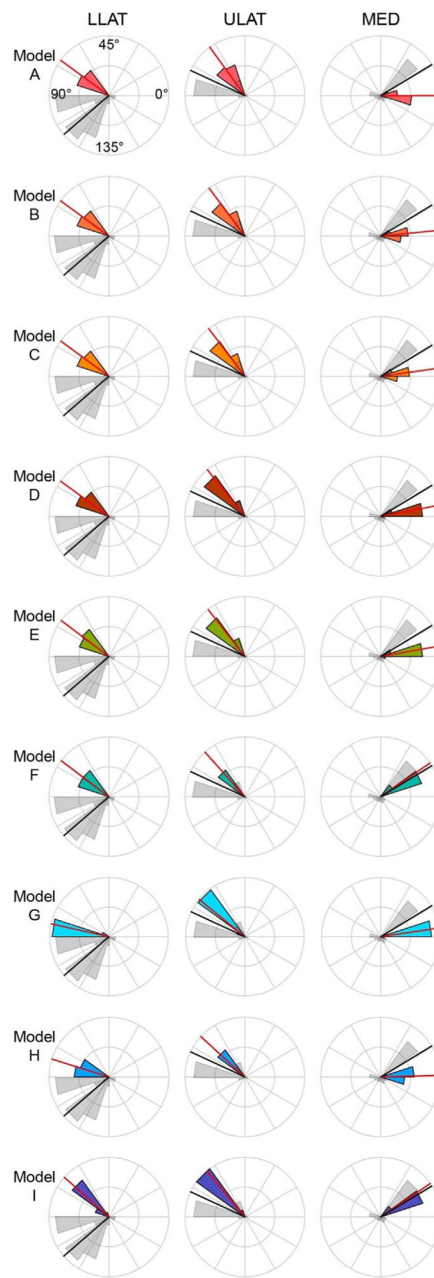 LLAT ULAT MED
Model
A
45°
90°
0°
135°
Model
B
Model
C
Model
D
Model
E
Model
F
Model
G
Model
H
Model
I